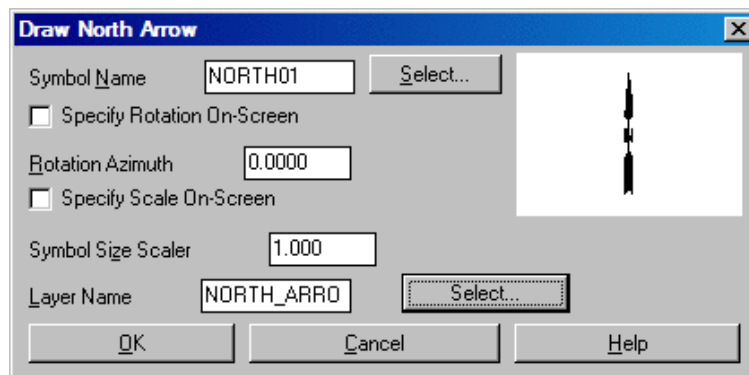 Draw North Arrow
Symbol Name NORTH01 Select...
Specify Rotation On-Screen
Rotation Azimuth 0.0000
Specify Scale On-Screen
Symbol Size Scaler 1.000
Layer Name NORTH_ARRO Select...
OK Cancel Help